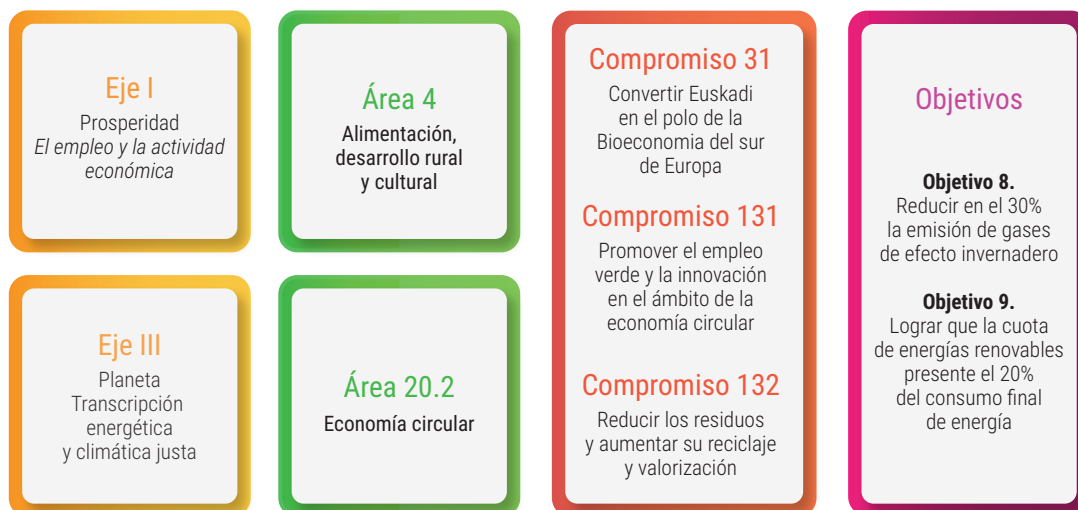 Eje I
Prosperidad
El empleo y la actividad
económica
Eje III
Planeta
Transcripción
energética
y climática justa
Área 4
Alimentación,
desarrollo rural
y cultural
Área 20.2
Economía circular
Compromiso 31
Convertir Euskadi
en el polo de la
Bioeconomia del sur
de Europa
Compromiso 131
Promover el empleo
verde y la innovación
en el ámbito de la
economía circular
Compromiso 132
Reducir los residuos
y aumentar su reciclaje
y valorización
Objetivos
Objetivo 8.
Reducir en el 30%
la emisión de gases
de efecto invernadero
Objetivo 9.
Lograr que la cuota
de energías renovables
presente el 20%
del consumo final
de energía